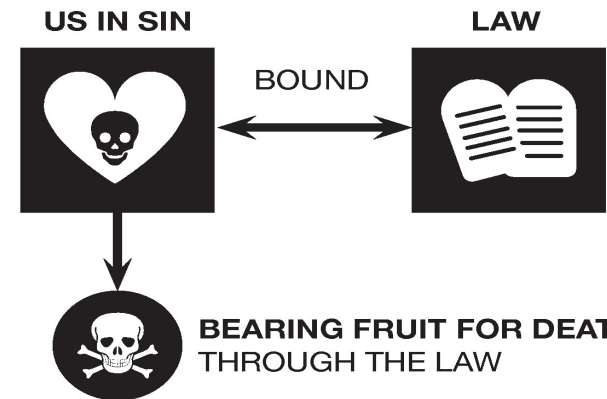 US IN SIN
LAW
BOUND
BEARING FRUIT FOR DEAT
THROUGH THE LAW